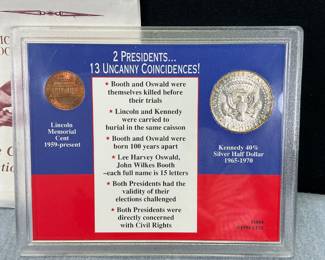 2 PRESIDENTS...
13 UNCANNY COINCIDENCES!
• Booth and Oswald were
themselves killed before
their trials
• Lincoln and Kennedy
were carried to
burial in the same caisson
• Booth and Oswald were
born 100 years apart
• Lee Harvey Oswald,
John Wilkes Booth
–each full name is 15 letters
• Both Presidents had the
validity of their
elections challenged
• Both Presidents were
directly concerned
with Civil Rights
Lincoln
Memorial
Cent
1959-present
Kennedy 40%
Silver Half Dollar
1965-1970